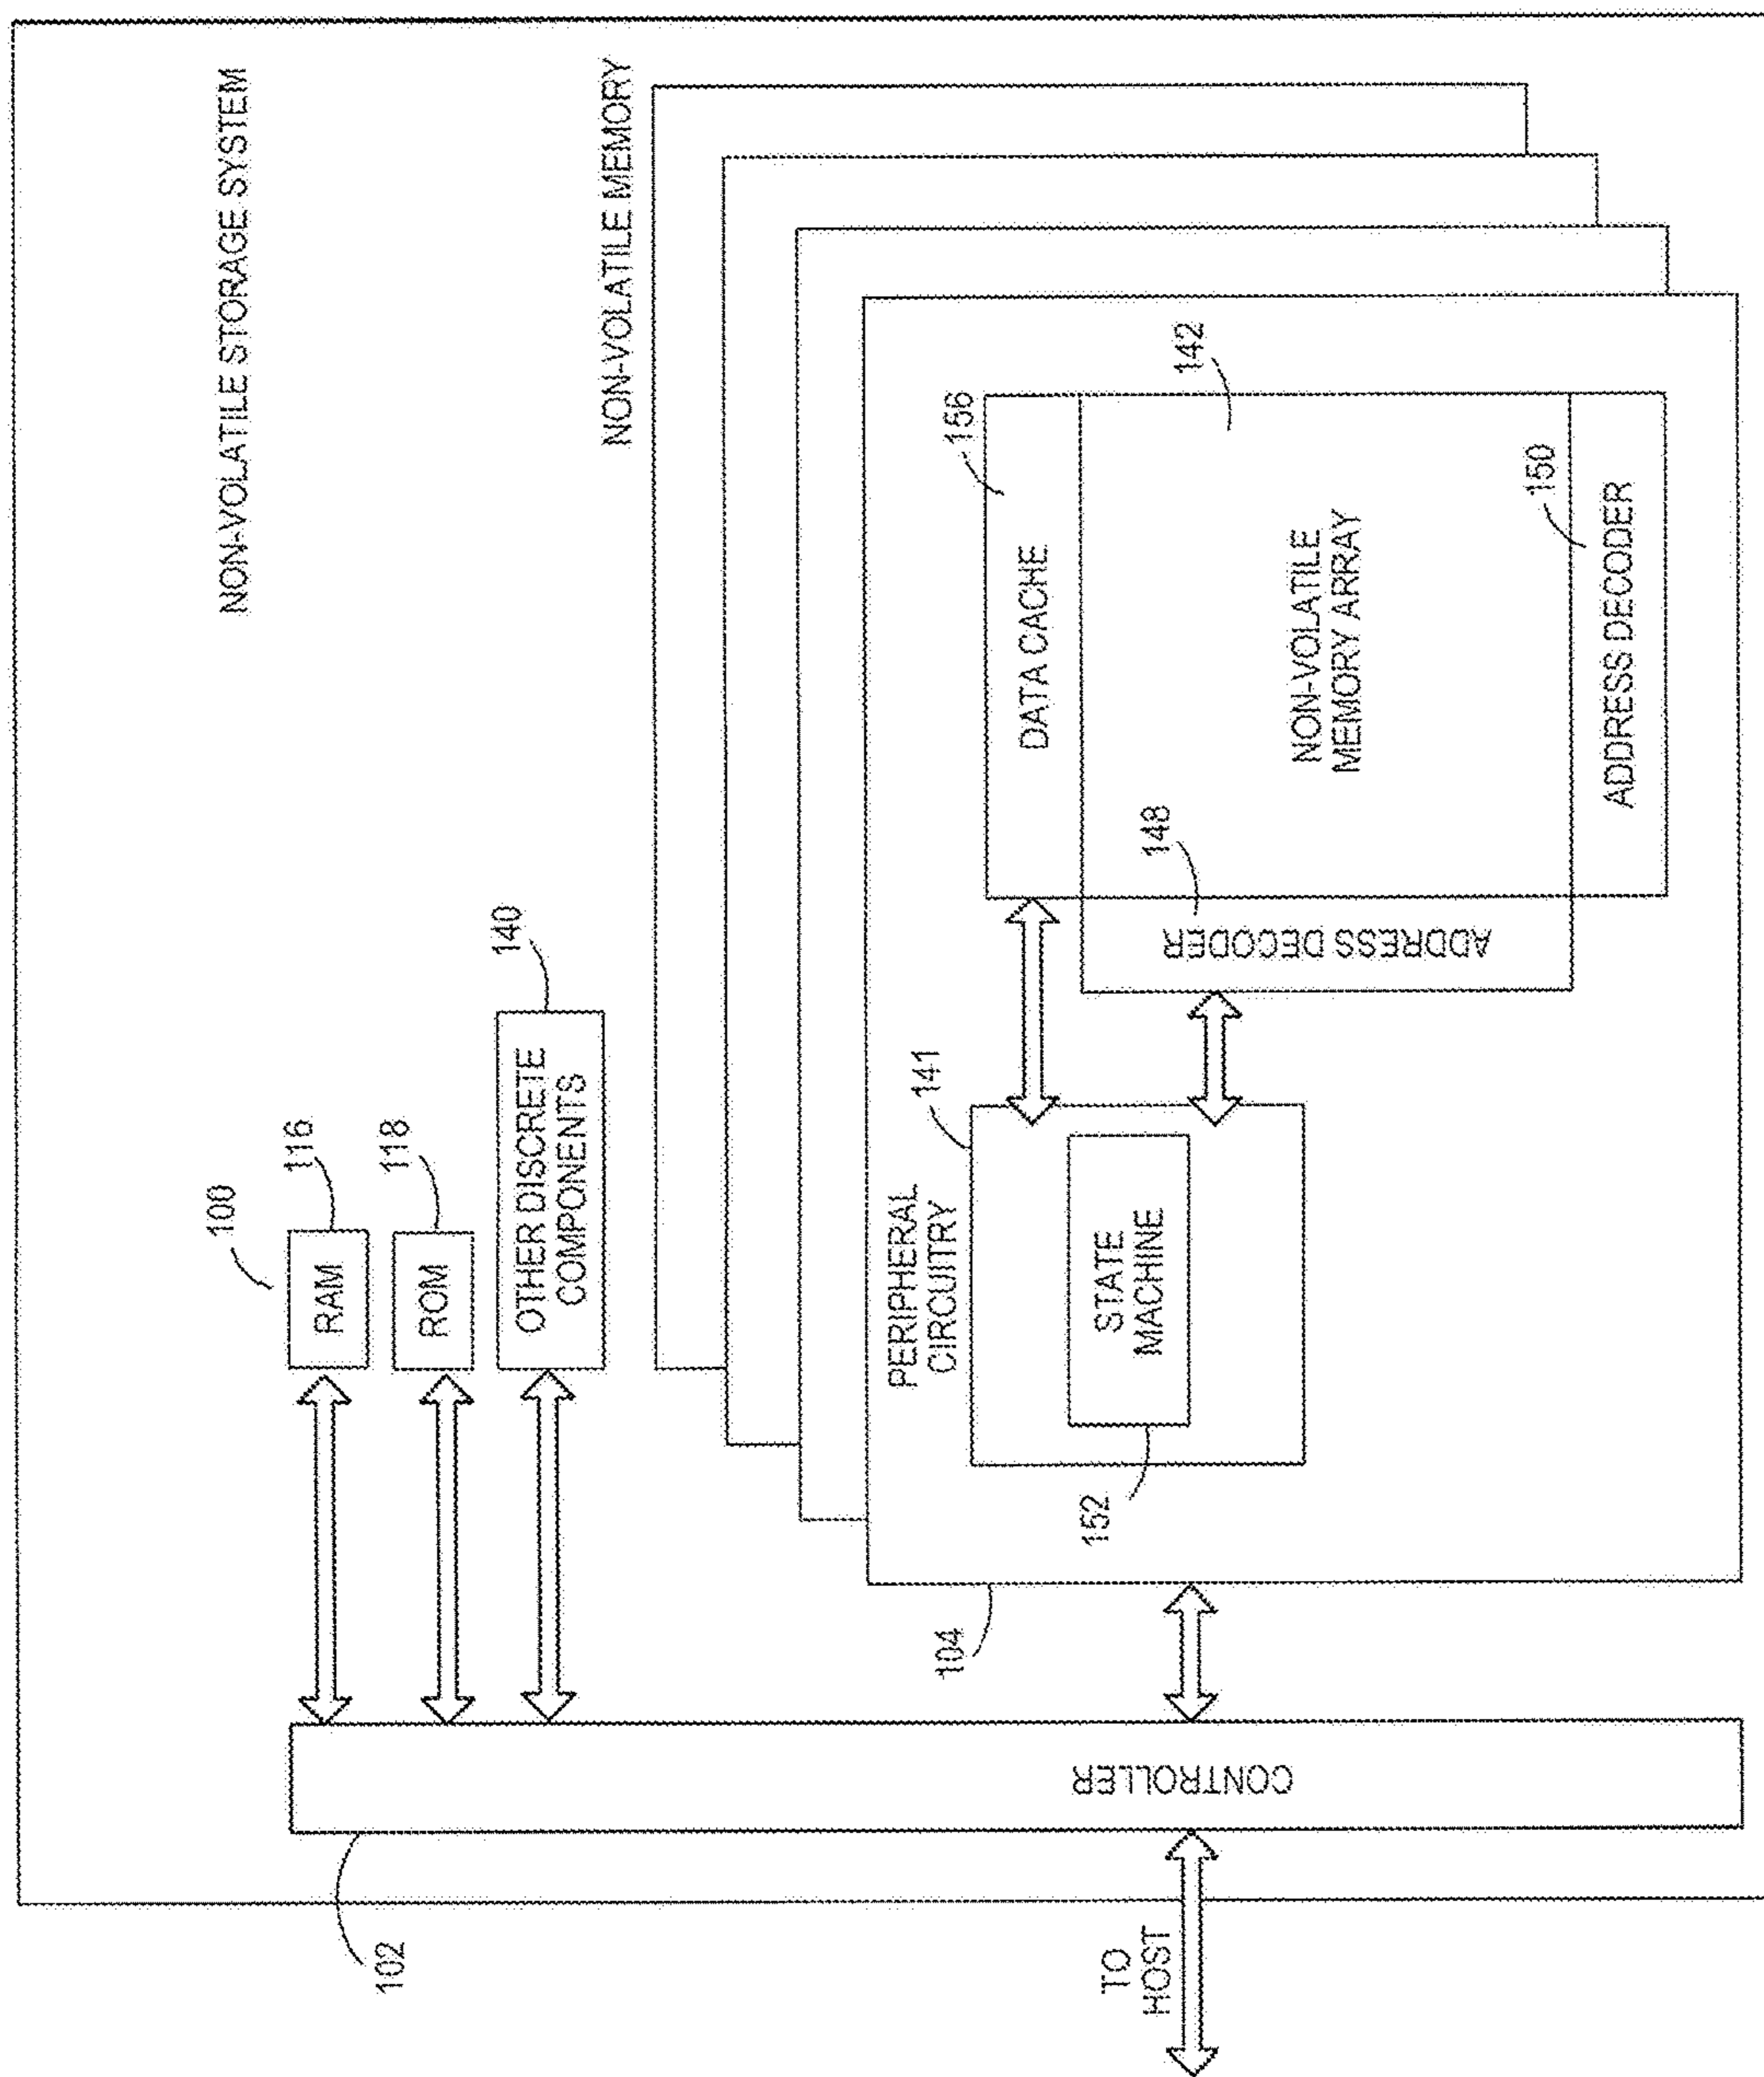 NON-VOLATILE STORAGE SYSTEM
100
RAM
116
ROM
118
OTHER DISCRETE
COMPONENTS
140
NON-VOLATILE MEMORY
PERIPHERAL
CIRCUITRY
141
STATE
MACHINE
152
DATA CACHE
156
NON-VOLATILE
MEMORY ARRAY
142
ADDRESS DECODER
148
ADDRESS DECODER
150
104
CONTROLLER
102
TO
HOST